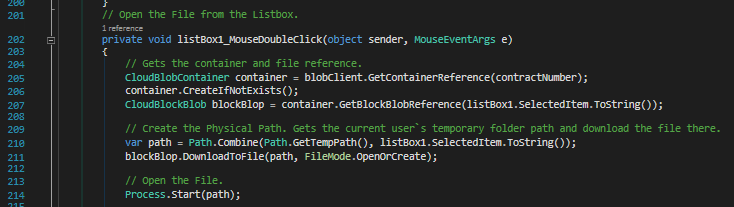 200 }
201 // Open the File from the Listbox.
1 reference
202 private void listBox1_MouseDoubleClick(object sender, MouseEventArgs e)
203 {
204 // Gets the container and file reference.
205 CloudBlobContainer container = blobClient.GetContainerReference(contractNumber);
206 container.CreateIfNotExists();
207 CloudBlockBlob blockBlop = container.GetBlockBlobReference(listBox1.SelectedItem.ToString());
208
209 // Create the Physical Path. Gets the current user`s temporary folder path and download the file there.
210 var path = Path.Combine(Path.GetTempPath(), listBox1.SelectedItem.ToString());
211 blockBlop.DownloadToFile(path, FileMode.OpenOrCreate);
212
213 // Open the File.
214 Process.Start(path);
215